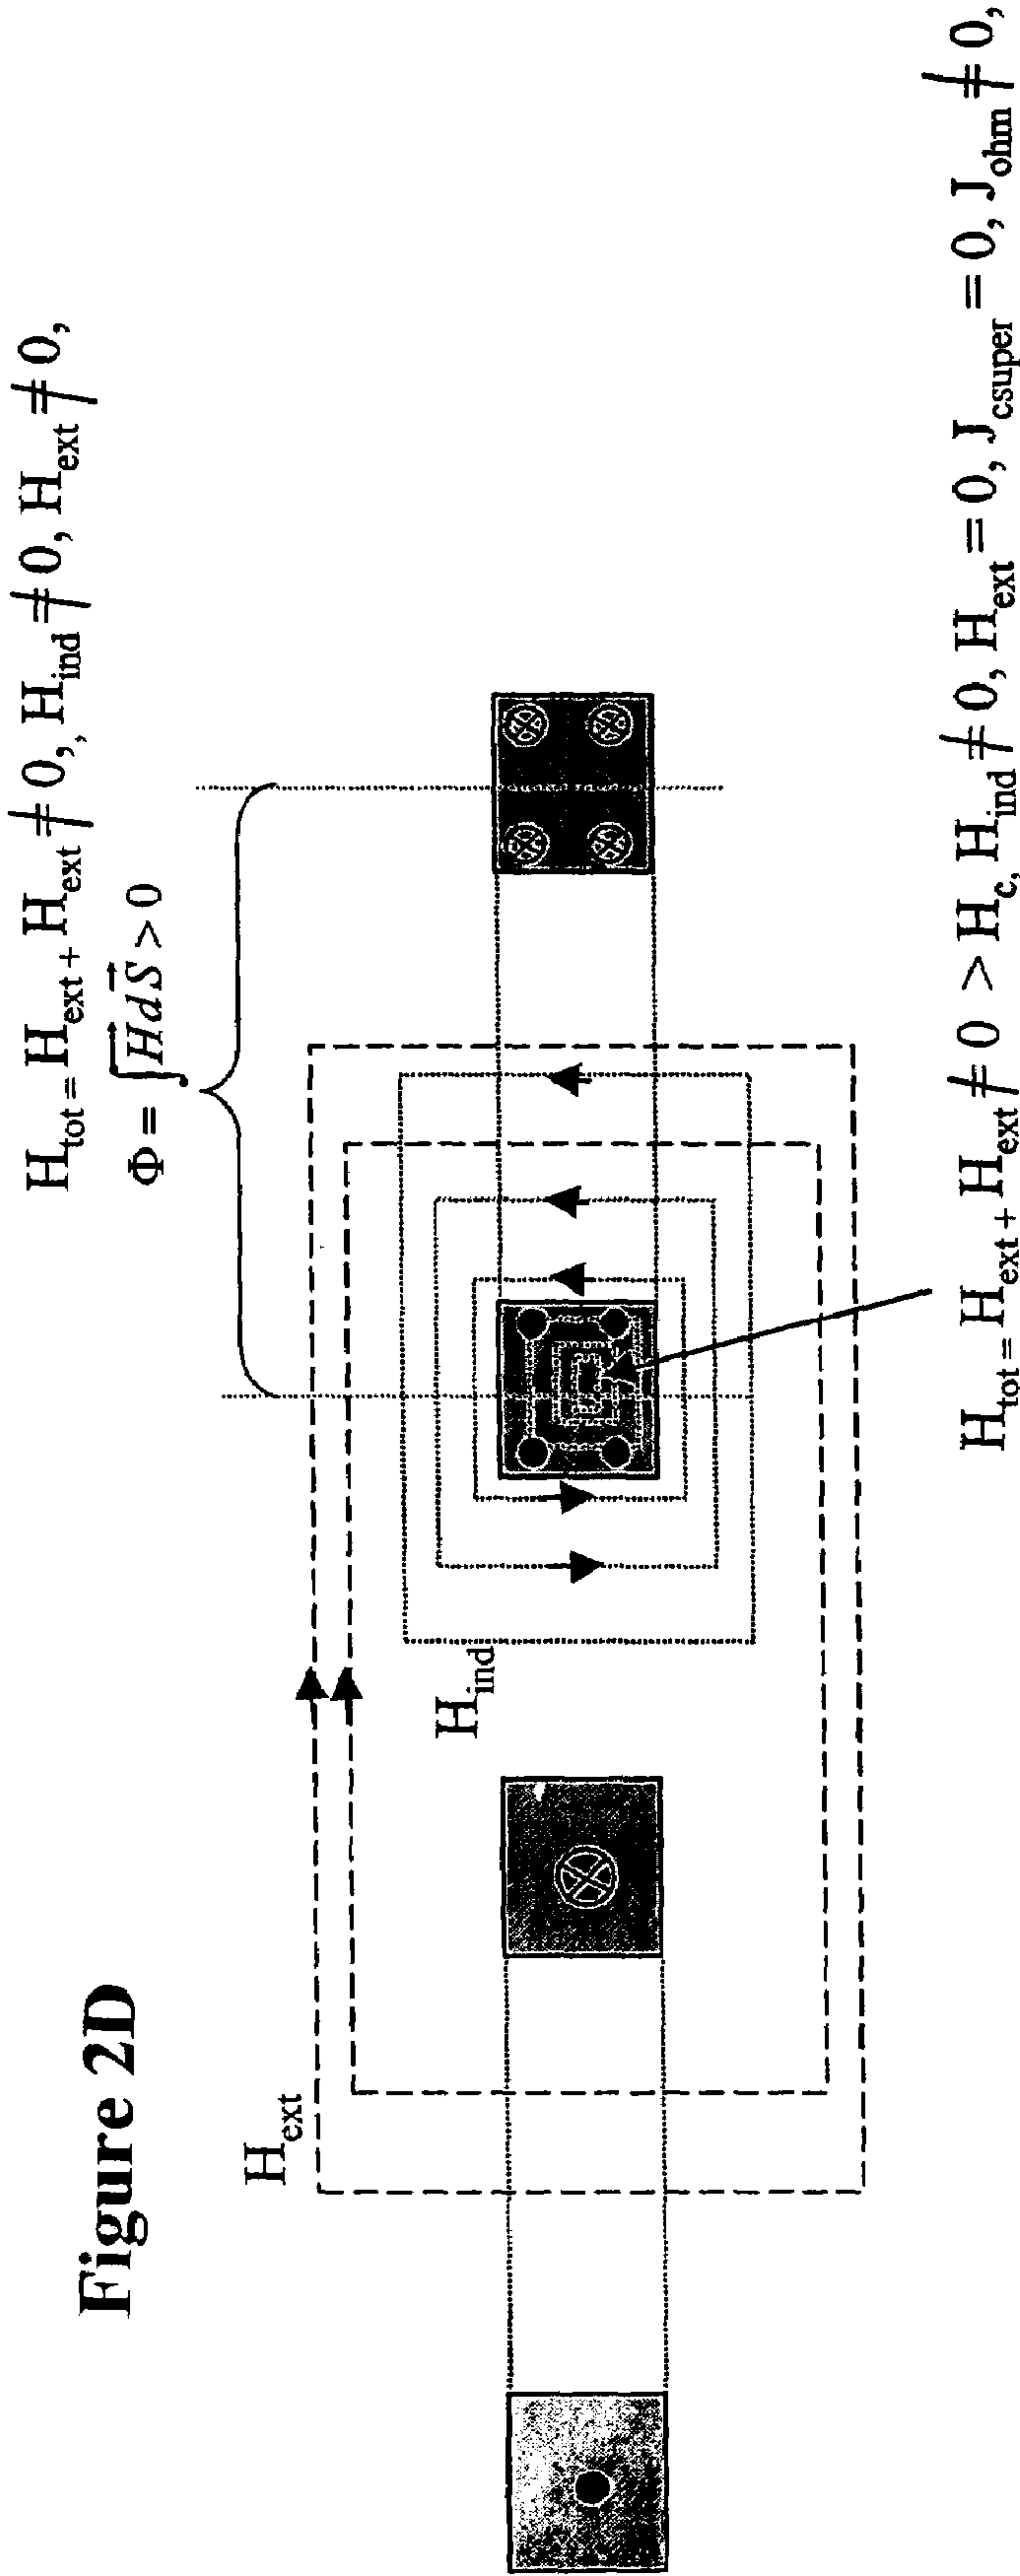 Figure 2D
H_tot = H_ext + H_ext ≠ 0, H_ind ≠ 0, H_ext ≠ 0,
Φ = ∫H⃗dS⃗ > 0
H_ext
H_ind
H_tot = H_ext + H_ext ≠ 0 > H_c, H_ind ≠ 0, H_ext = 0, J_csuper = 0, J_ohm ≠ 0,